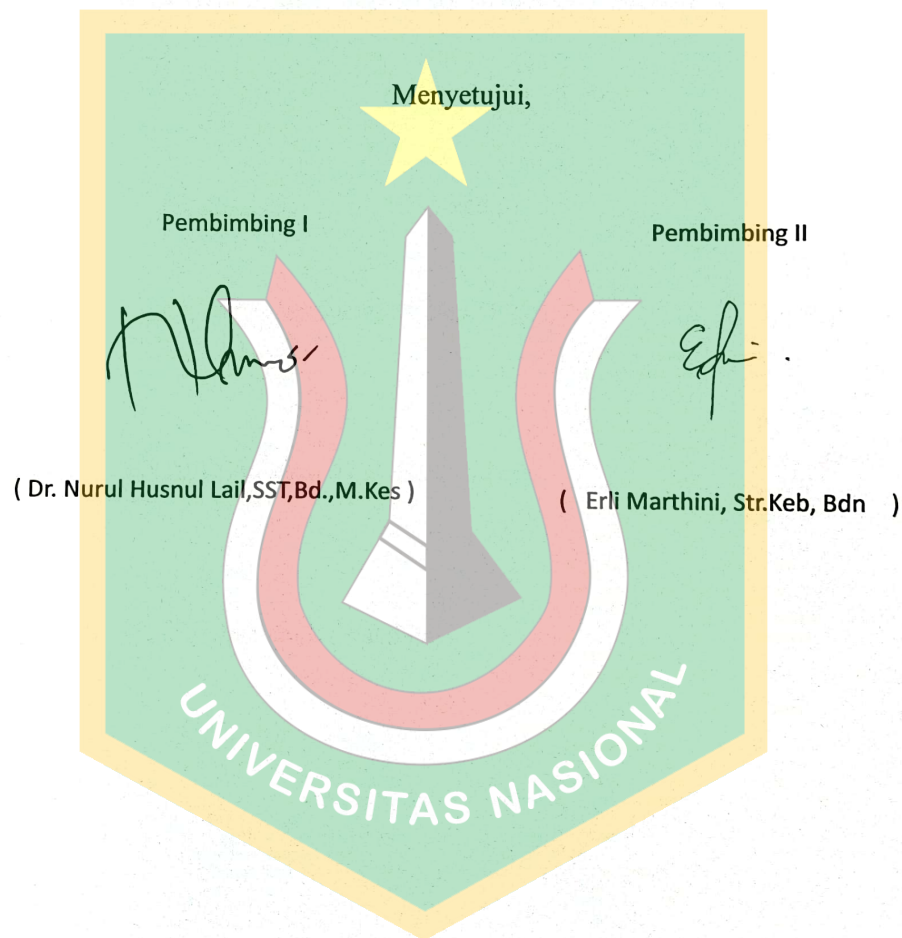 Menyetujui,
Pembimbing I
Pembimbing II
( Dr. Nurul Husnul Lail,SST,Bd.,M.Kes )
( Erli Marthini, Str.Keb, Bdn )
UNIVERSITAS NASIONAL